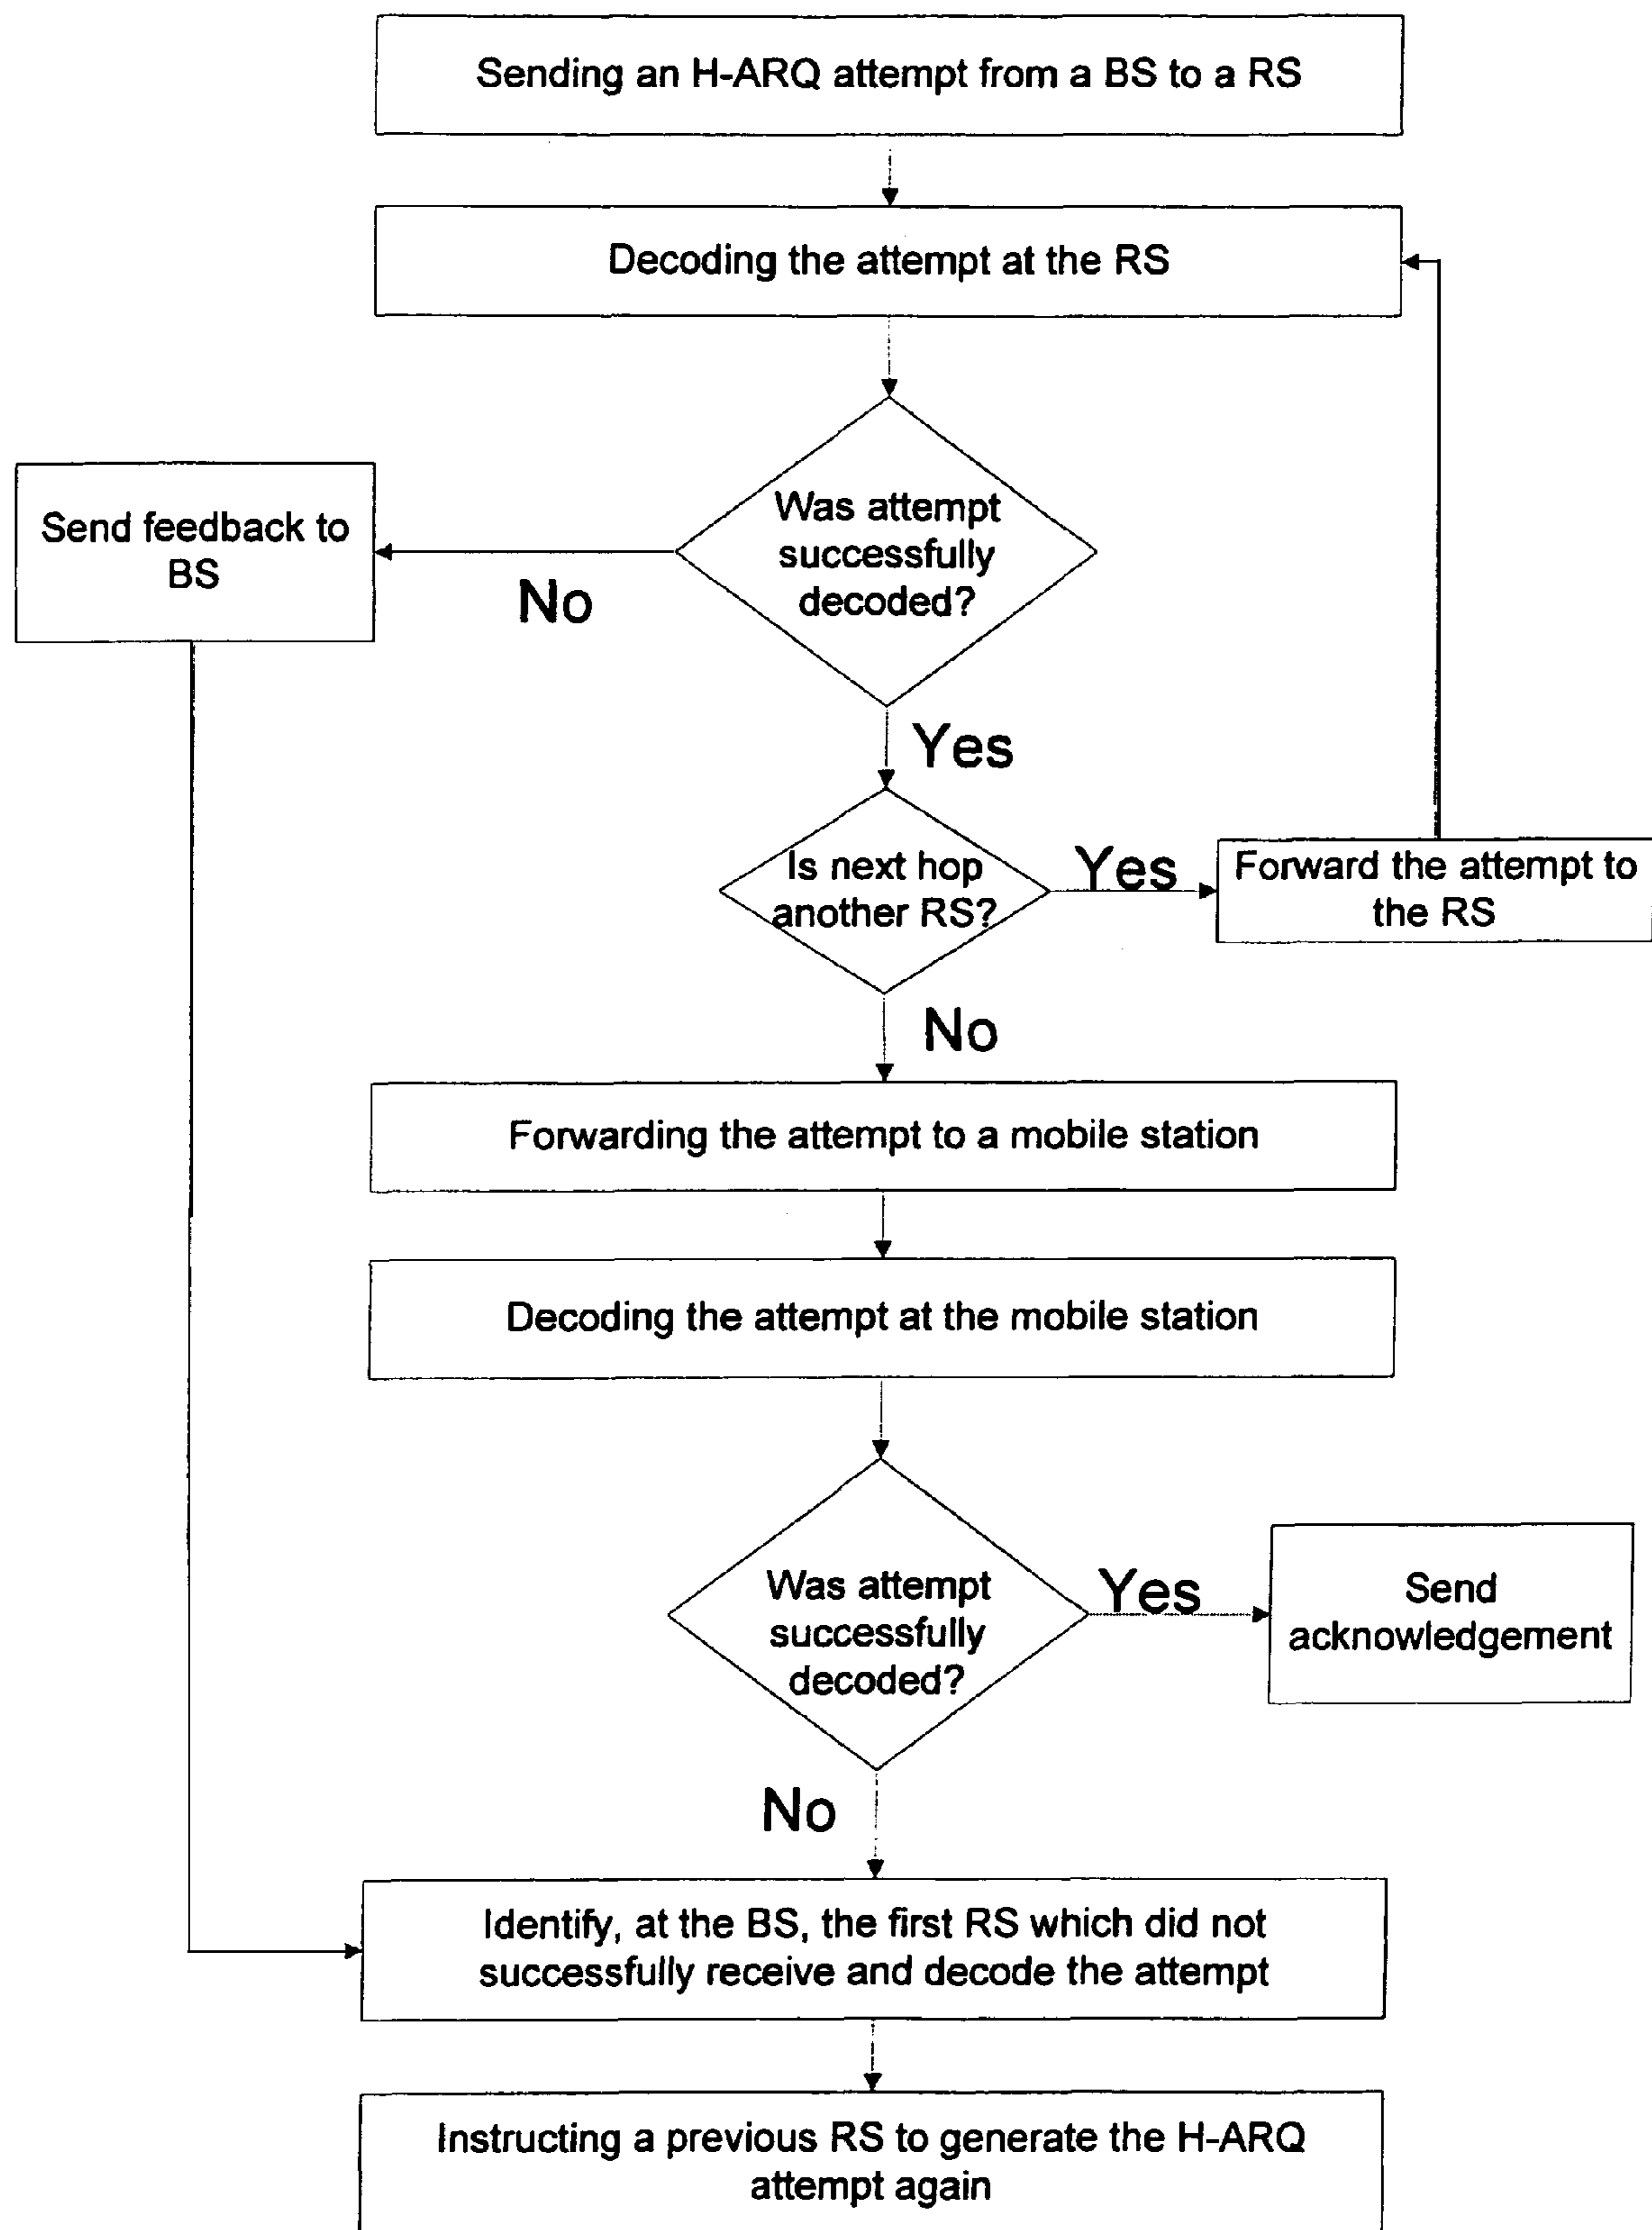 Sending an H-ARQ attempt from a BS to a RS
Decoding the attempt at the RS
Was attempt
successfully
decoded?
Send feedback to
BS
No
Yes
Is next hop
another RS?
Yes
Forward the attempt to
the RS
No
Forwarding the attempt to a mobile station
Decoding the attempt at the mobile station
Was attempt
successfully
decoded?
Yes
Send
acknowledgement
No
Identify, at the BS, the first RS which did not
successfully receive and decode the attempt
Instructing a previous RS to generate the H-ARQ
attempt again